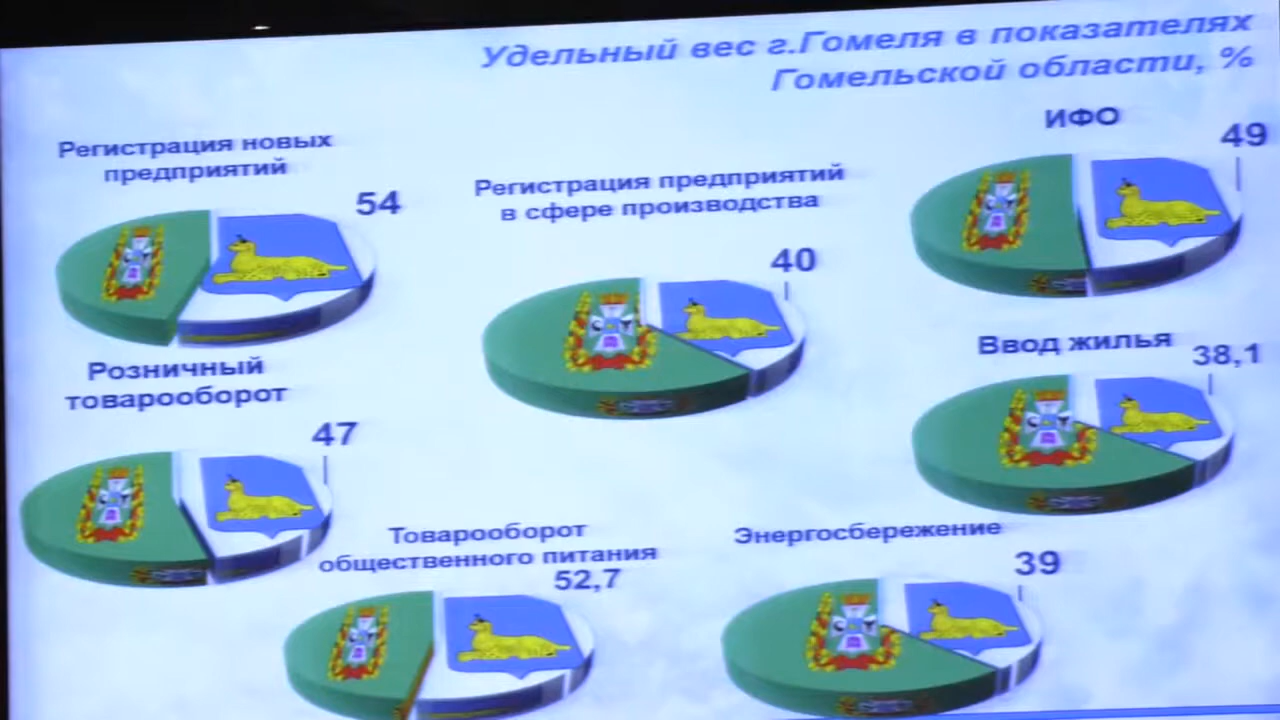 Удельный вес г.Гомеля в показателях
Гомельской области, %
Регистрация новых
предприятий
54
Регистрация предприятий
в сфере производства
40
ИФО
49
Розничный
товарооборот
47
Ввод жилья
38,1
Товарооборот
общественного питания
52,7
Энергосбережение
39